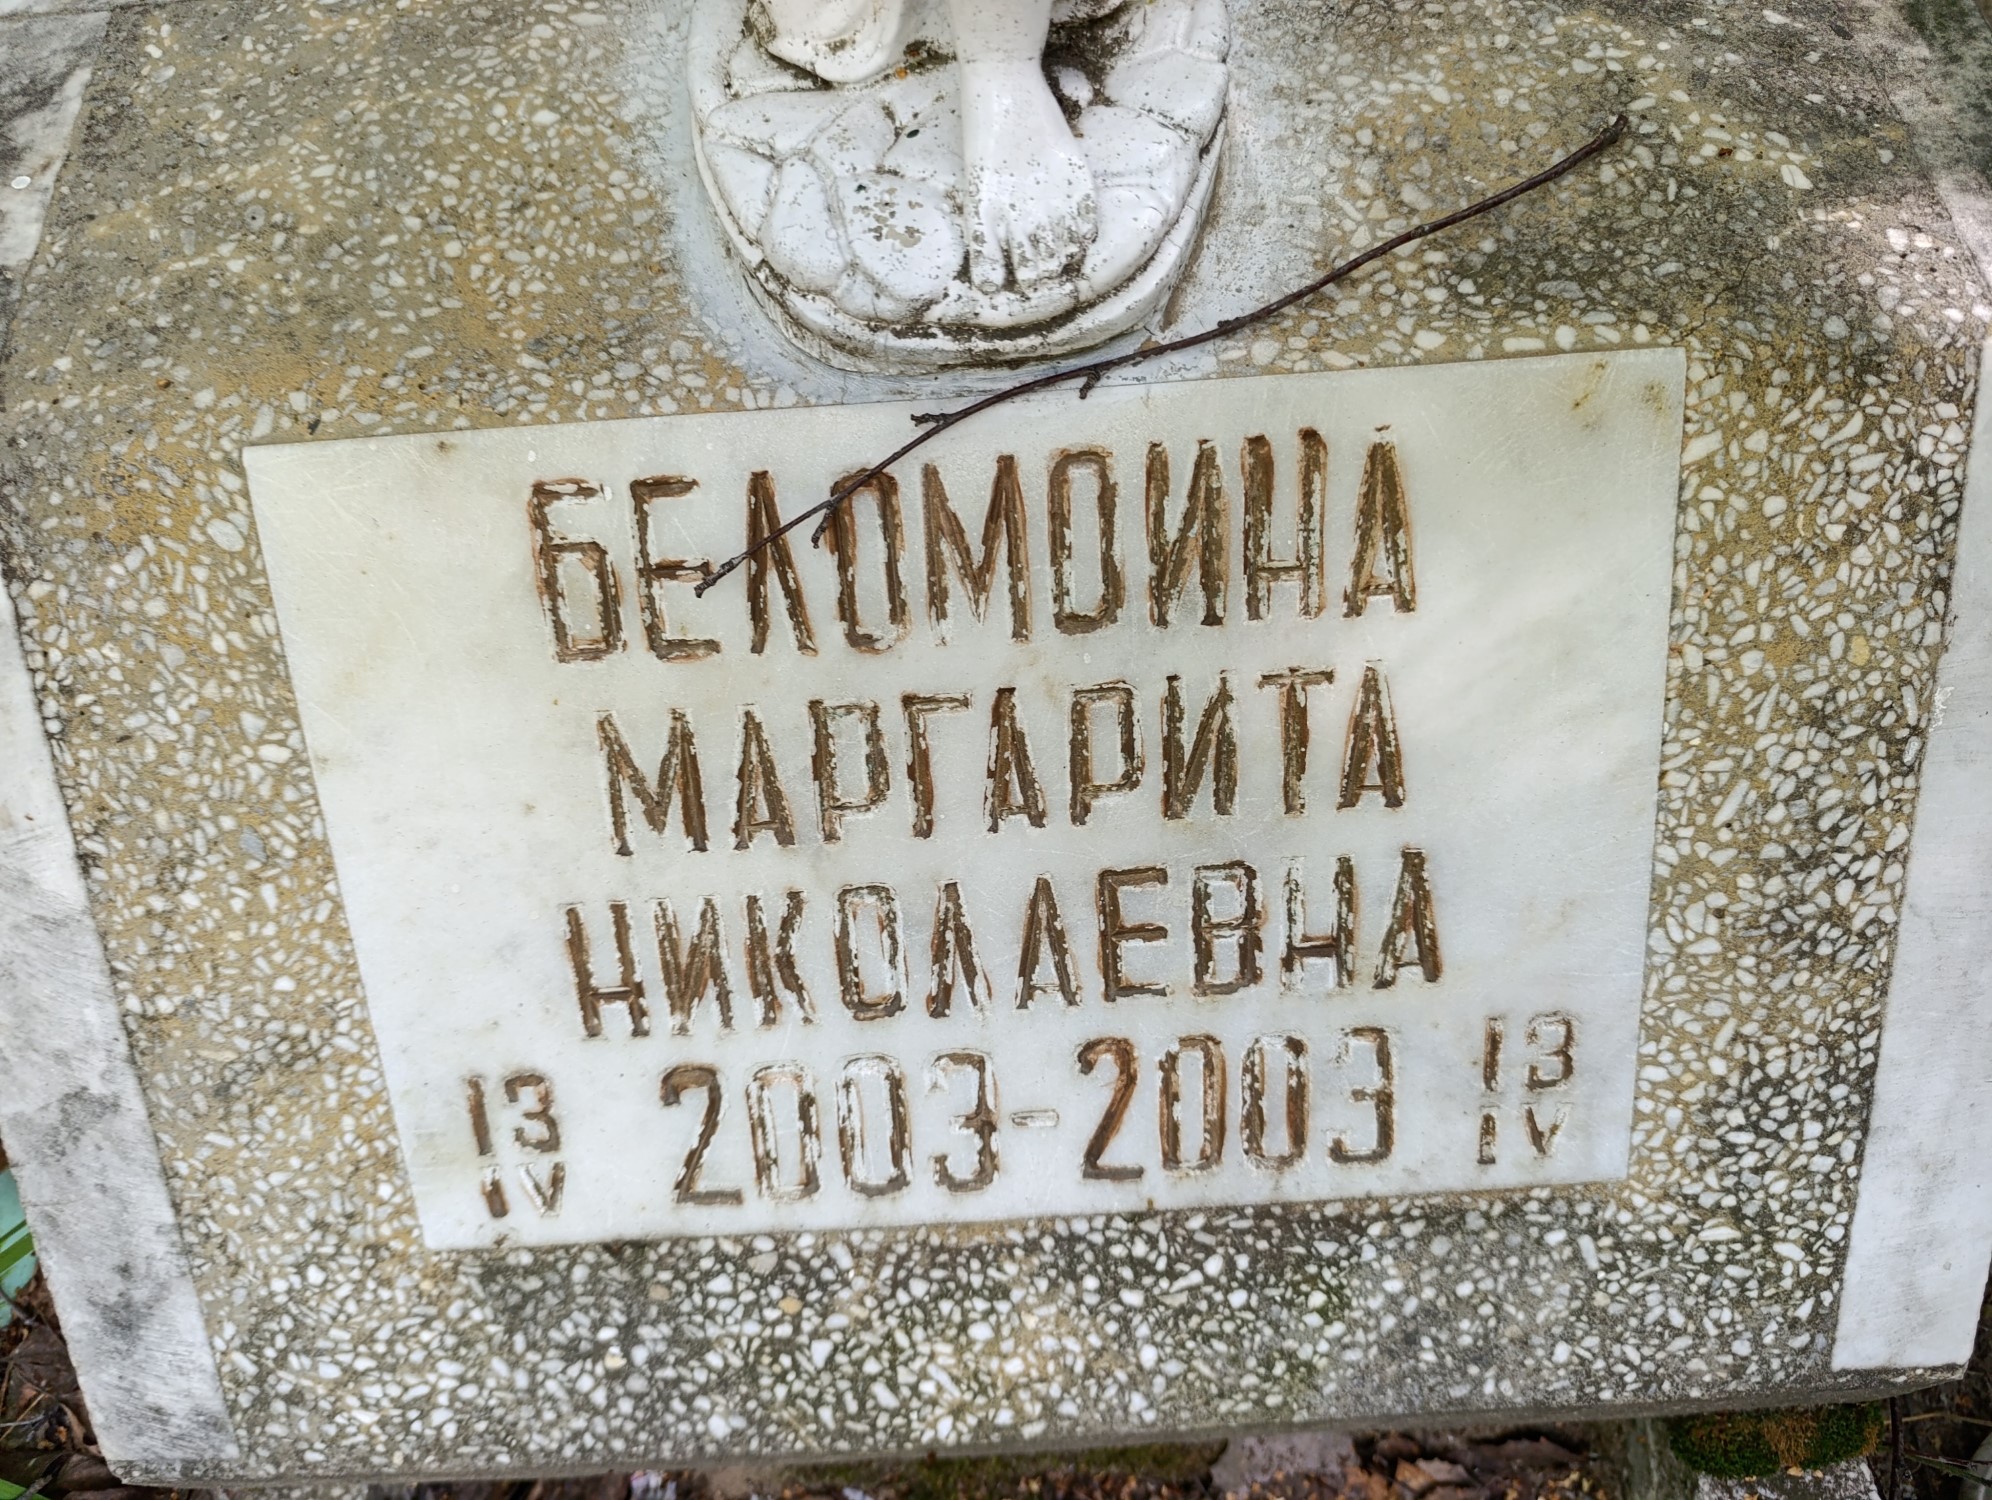 БЕЛОМОИНА
МАРГАРИТА
НИКОЛАЕВНА
13 IV 2003-2003 13 IV